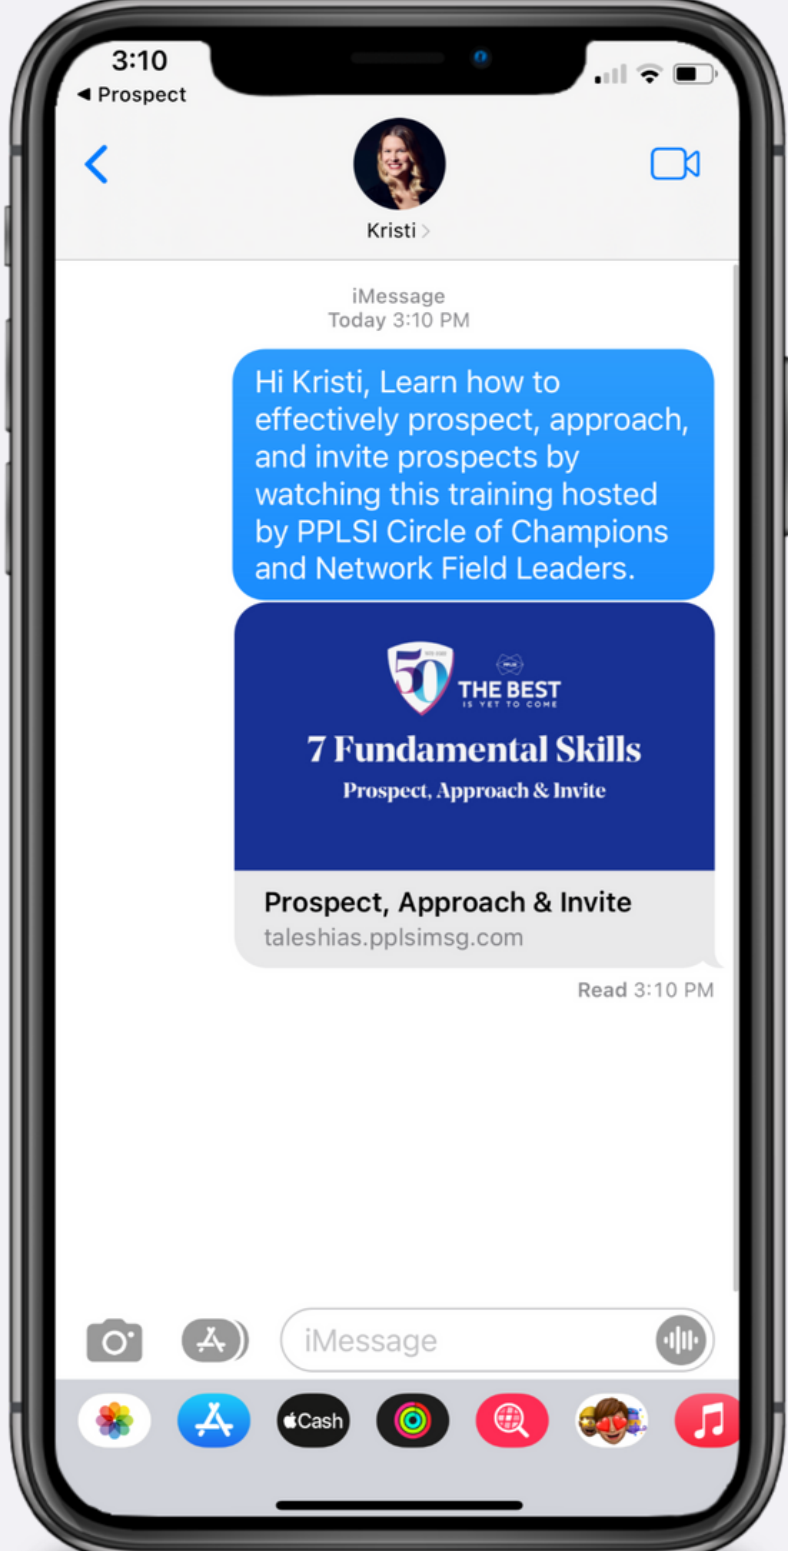 3:10
◀ Prospect
Kristi >
iMessage
Today 3:10 PM
Hi Kristi, Learn how to
effectively prospect, approach,
and invite prospects by
watching this training hosted
by PPLSI Circle of Champions
and Network Field Leaders.
50
THE BEST
IS YET TO COME
7 Fundamental Skills
Prospect, Approach & Invite
Prospect, Approach & Invite
taleshias.pplsimsg.com
Read 3:10 PM
iMessage
Cash